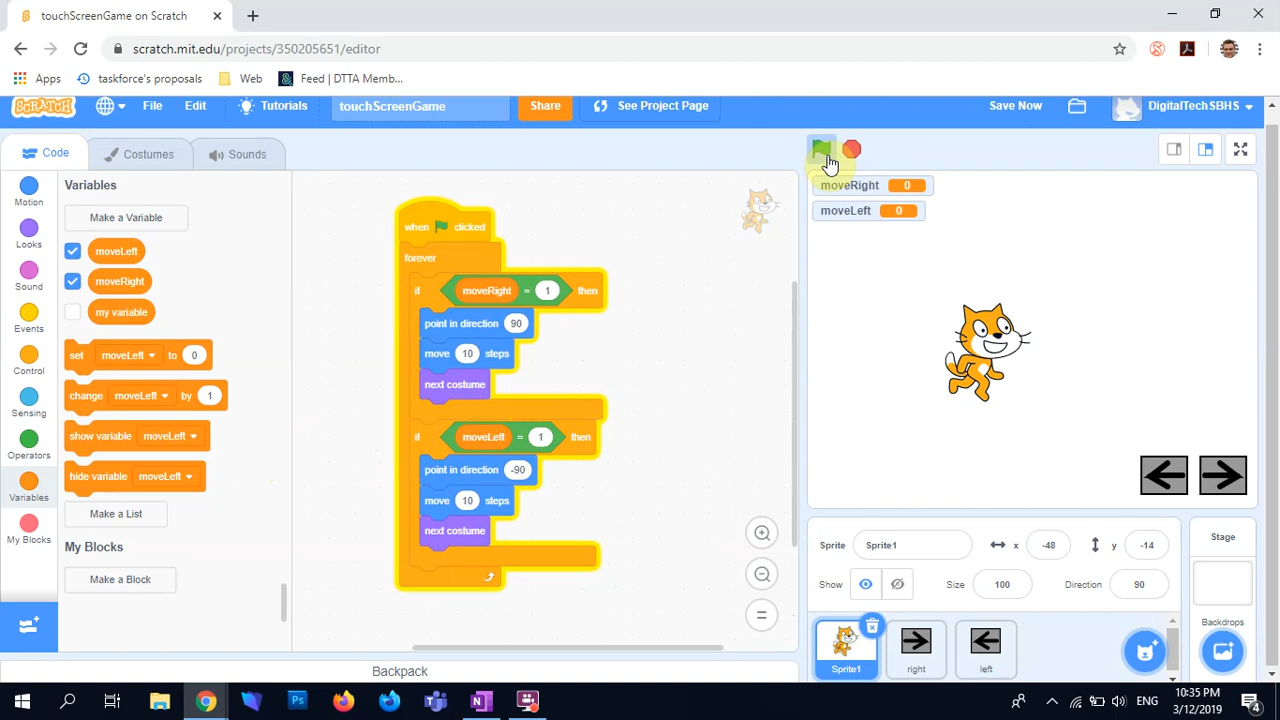 touchScreenGame on Scratch
scratch.mit.edu/projects/350205651/editor
Apps taskforce's proposals Web Feed | DTTA Memb...
SCRATCH File Edit Tutorials touchScreenGame Share See Project Page Save Now DigitalTechSBHS
Code Costumes Sounds
Motion
Looks
Sound
Events
Control
Sensing
Operators
Variables
My Blocks
Variables
Make a Variable
moveLeft
moveRight
my variable
set moveLeft to 0
change moveLeft by 1
show variable moveLeft
hide variable moveLeft
Make a List
My Blocks
Make a Block
when clicked
forever
if moveRight = 1 then
point in direction 90
move 10 steps
next costume
if moveLeft = 1 then
point in direction -90
move 10 steps
next costume
Backpack
moveRight 0
moveLeft 0
Sprite Sprite1 x -48 y -14
Show Size 100 Direction 90
Sprite1 right left
Stage
Backdrops
ENG 10:35 PM
3/12/2019 4